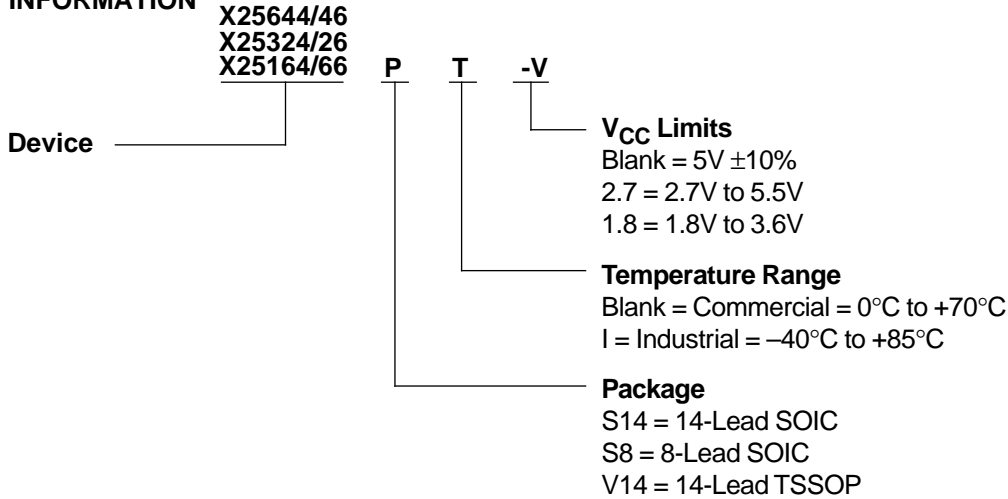 INFORMATION
X25644/46
X25324/26
X25164/66 P T -V
Device
VCC Limits
Blank = 5V ±10%
2.7 = 2.7V to 5.5V
1.8 = 1.8V to 3.6V
Temperature Range
Blank = Commercial = 0°C to +70°C
I = Industrial = –40°C to +85°C
Package
S14 = 14-Lead SOIC
S8 = 8-Lead SOIC
V14 = 14-Lead TSSOP